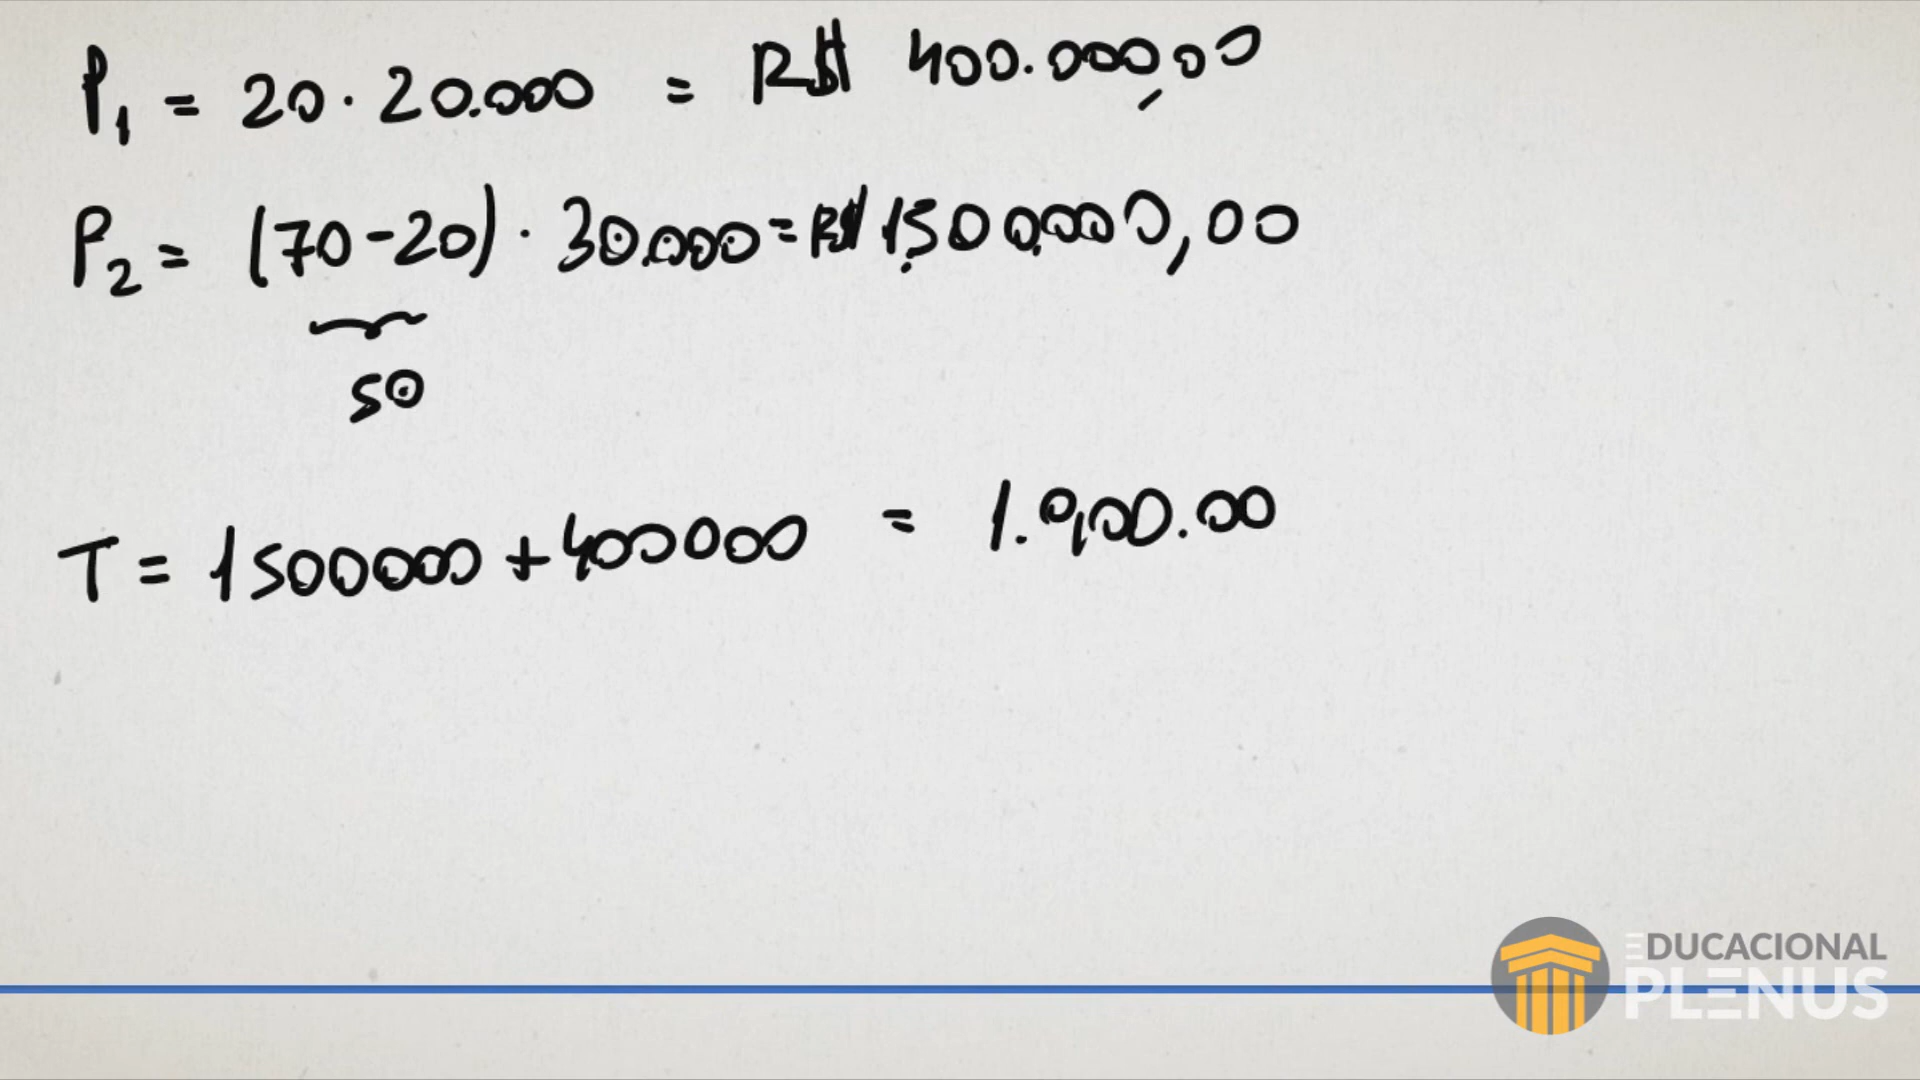 P₁ = 20 · 20.000 = R$ 400.000,00
P₂ = (70-20) · 30.000 = R$ 1.500.000,00
50
T = 1500000 + 400000 = 1.900.00
EDUCACIONAL
PLENUS